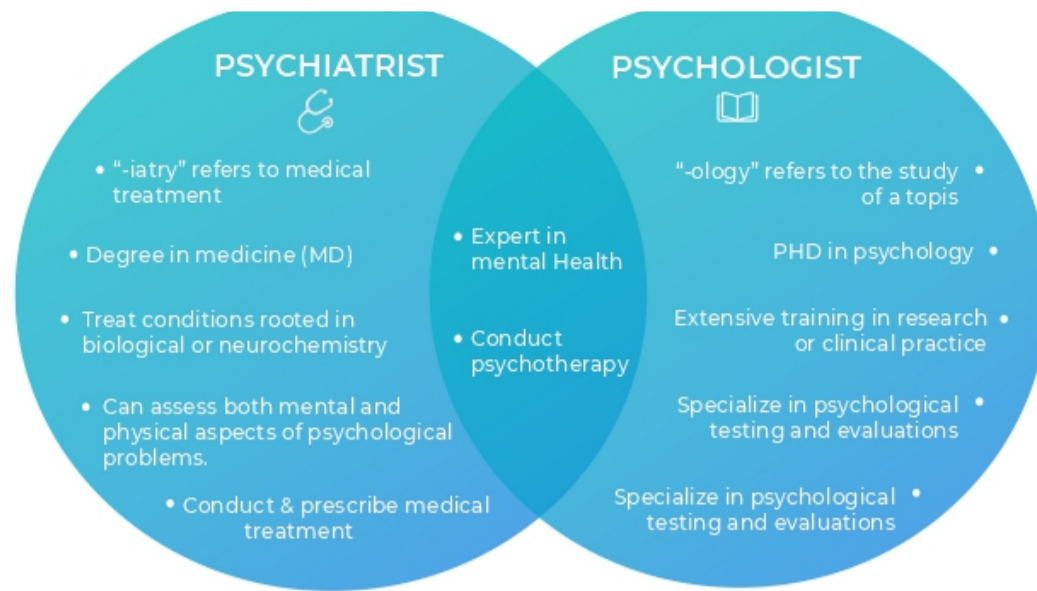 PSYCHIATRIST
“-iatry” refers to medical
treatment
Degree in medicine (MD)
Treat conditions rooted in
biological or neurochemistry
Can assess both mental and
physical aspects of psychological
problems.
Conduct & prescribe medical
treatment
Expert in
mental Health
Conduct
psychotherapy
PSYCHOLOGIST
“-ology” refers to the study
of a topis
PHD in psychology
Extensive training in research
or clinical practice
Specialize in psychological
testing and evaluations
Specialize in psychological
testing and evaluations